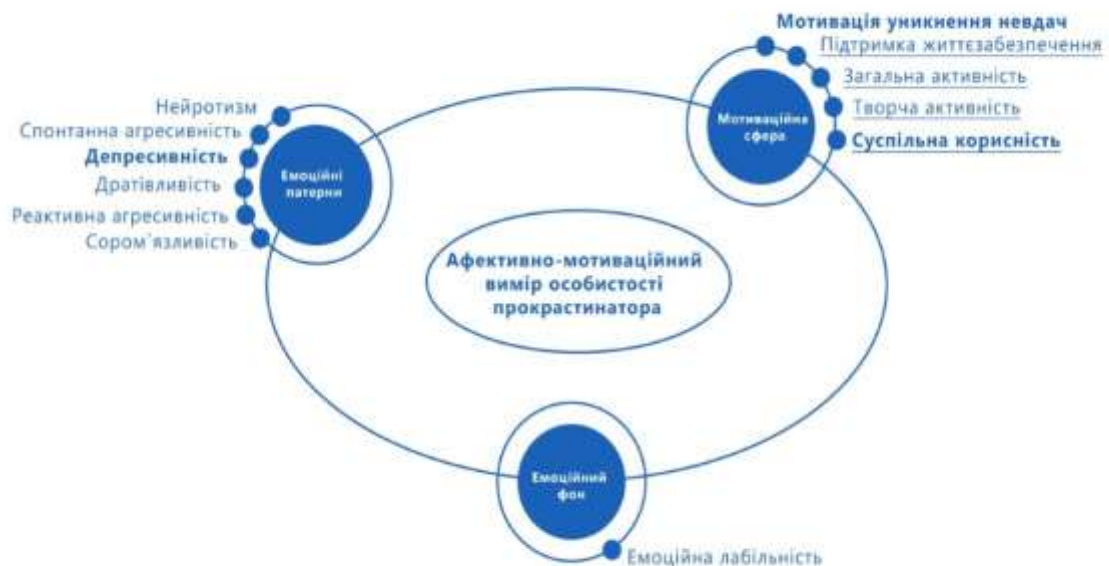 Мотивація уникнення невдач
Підтримка життєзабезпечення
Загальна активність
Творча активність
Суспільна корисність
Мотиваційна
сфера
Нейротизм
Спонтанна агресивність
Депресивність
Дратівливість
Реактивна агресивність
Сором'язливість
Емоційні
патерни
Афективно-мотиваційний
вимір особистості
прокрастинатора
Емоційний
фон
Емоційна лабільність